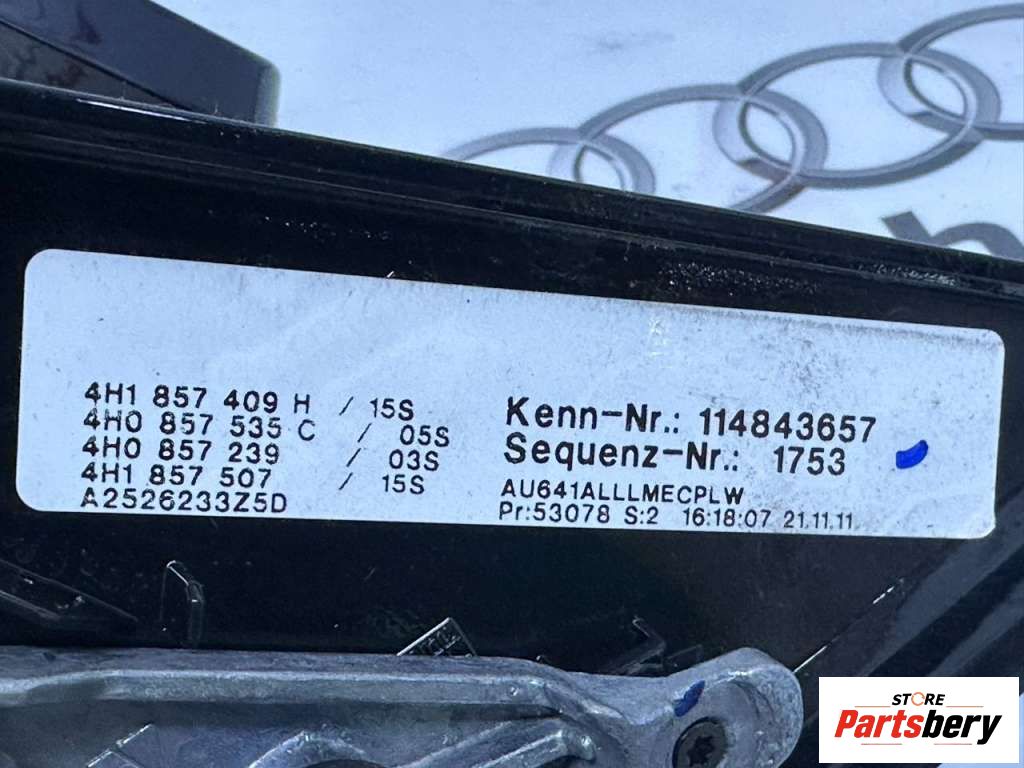 4H1 857 409 H / 15S
4H0 857 535 C / 05S
4H0 857 239 / 03S
4H1 857 507 / 15S
A2526233Z5D
Kenn-Nr.: 114843657
Sequenz-Nr.: 1753
AU641ALLLMECPLW
Pr:53078 S:2 16:18:07 21.11.11
STORE
Partsbery